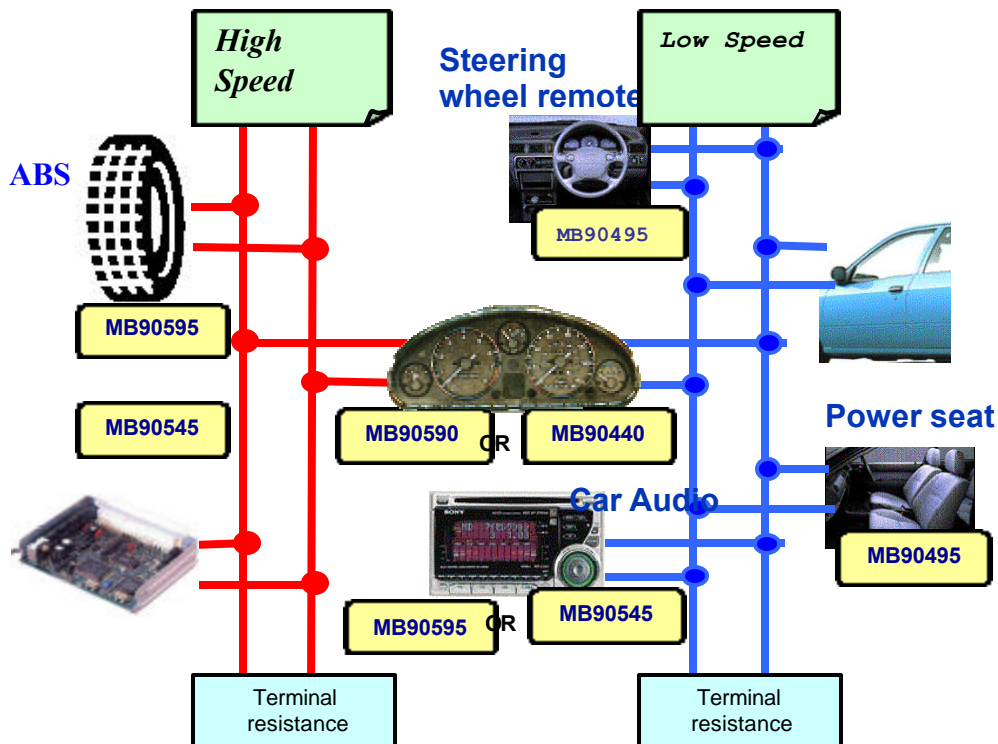 High
Speed
Low Speed
Steering
wheel remote
ABS
MB90495
MB90595
MB90545
MB90590
OR
MB90440
Power seat
Car Audio
SONY
MB90495
MB90595
OR
MB90545
Terminal
resistance
Terminal
resistance